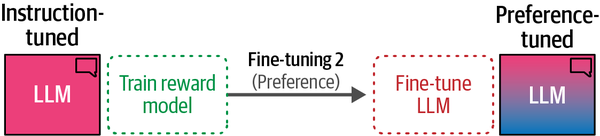 Instruction-
tuned
LLM
Train reward
model
Fine-tuning 2
(Preference)
Fine-tune
LLM
Preference-
tuned
LLM